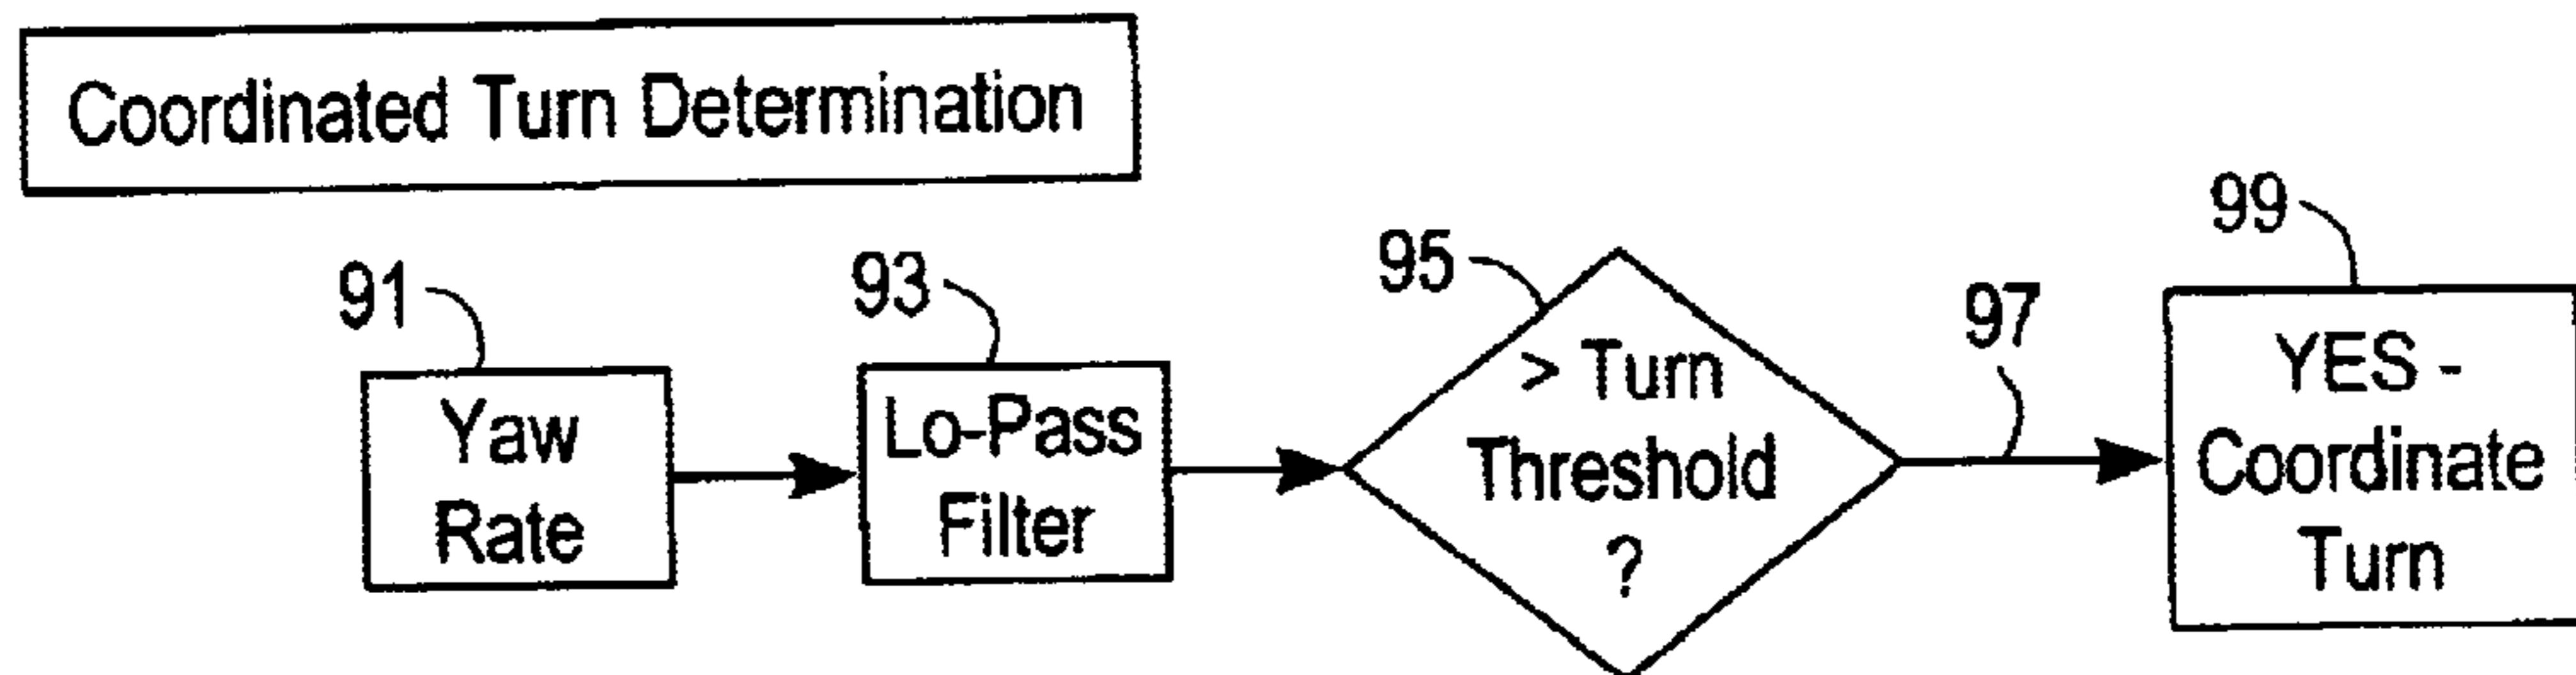 Coordinated Turn Determination
91
Yaw
Rate
93
Lo-Pass
Filter
95
> Turn
Threshold
?
97
99
YES -
Coordinate
Turn